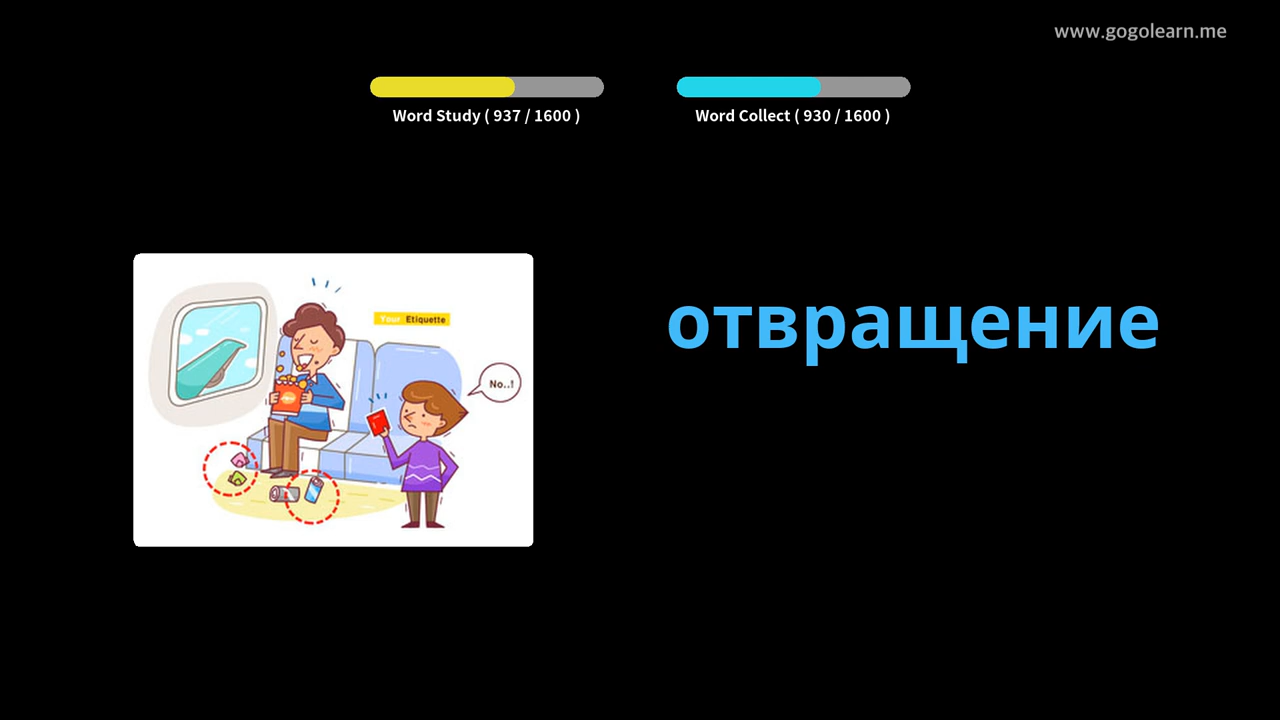 www.gogolearn.me
Word Study ( 937 / 1600 )
Word Collect ( 930 / 1600 )
Your Etiquette
No..!
отвращение